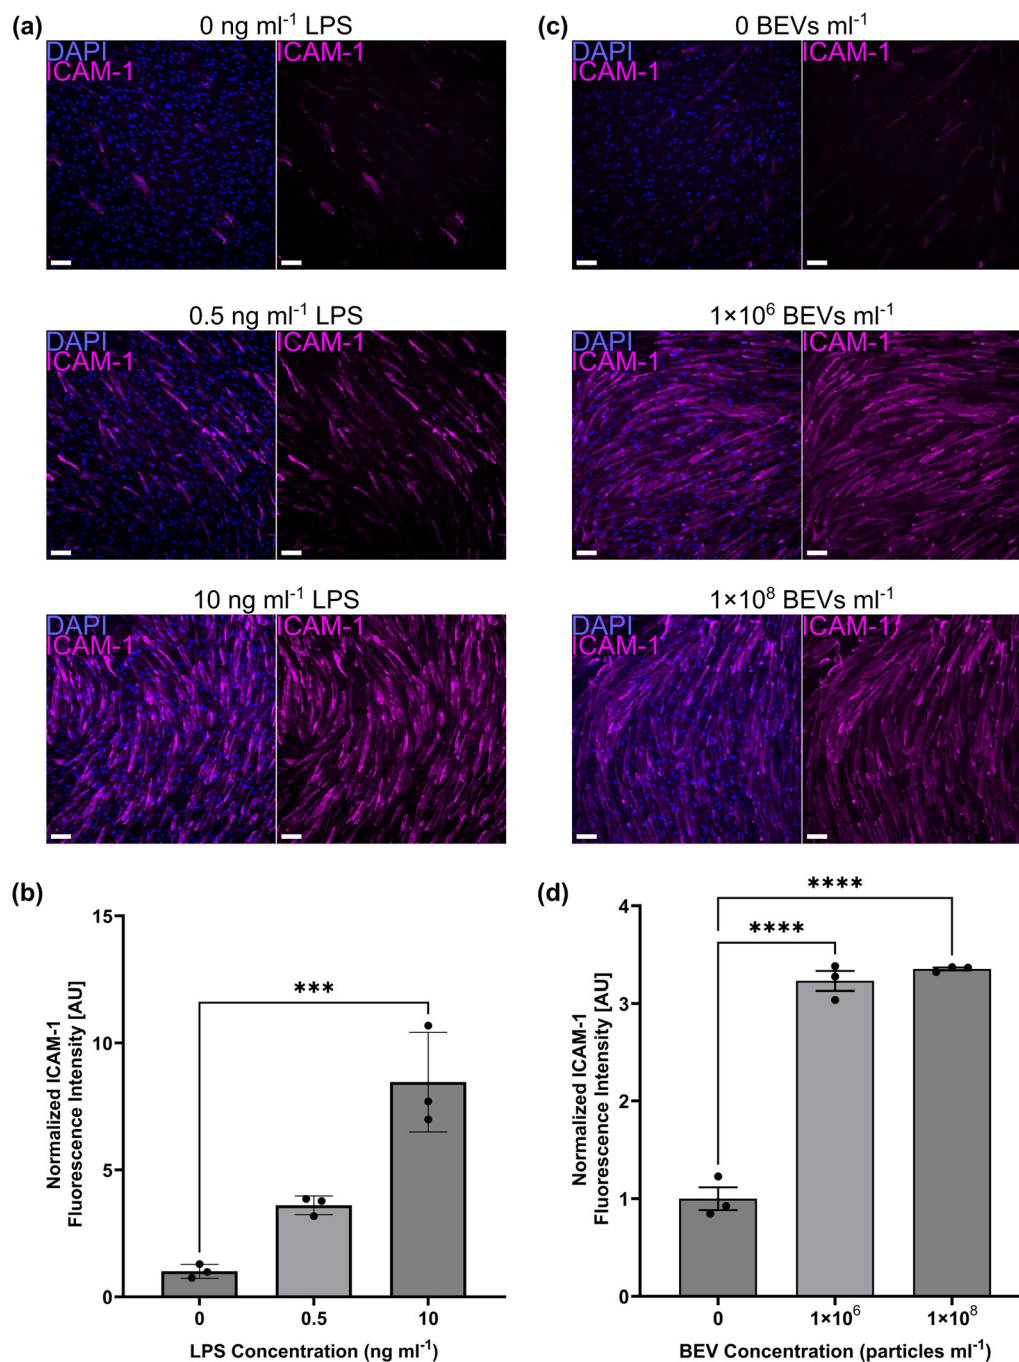 (a)
0 ng ml⁻¹ LPS
DAPI
ICAM-1
ICAM-1
0.5 ng ml⁻¹ LPS
DAPI
ICAM-1
ICAM-1
10 ng ml⁻¹ LPS
DAPI
ICAM-1
ICAM-1
(c)
0 BEVs ml⁻¹
DAPI
ICAM-1
ICAM-1
1×10⁶ BEVs ml⁻¹
DAPI
ICAM-1
ICAM-1
1×10⁸ BEVs ml⁻¹
DAPI
ICAM-1
ICAM-1
(b)
Normalized ICAM-1
Fluorescence Intensity [AU]
15
10
5
0
***
0
0.5
10
LPS Concentration (ng ml⁻¹)
(d)
Normalized ICAM-1
Fluorescence Intensity [AU]
4
3
2
1
0
****
****
0
1×10⁶
1×10⁸
BEV Concentration (particles ml⁻¹)